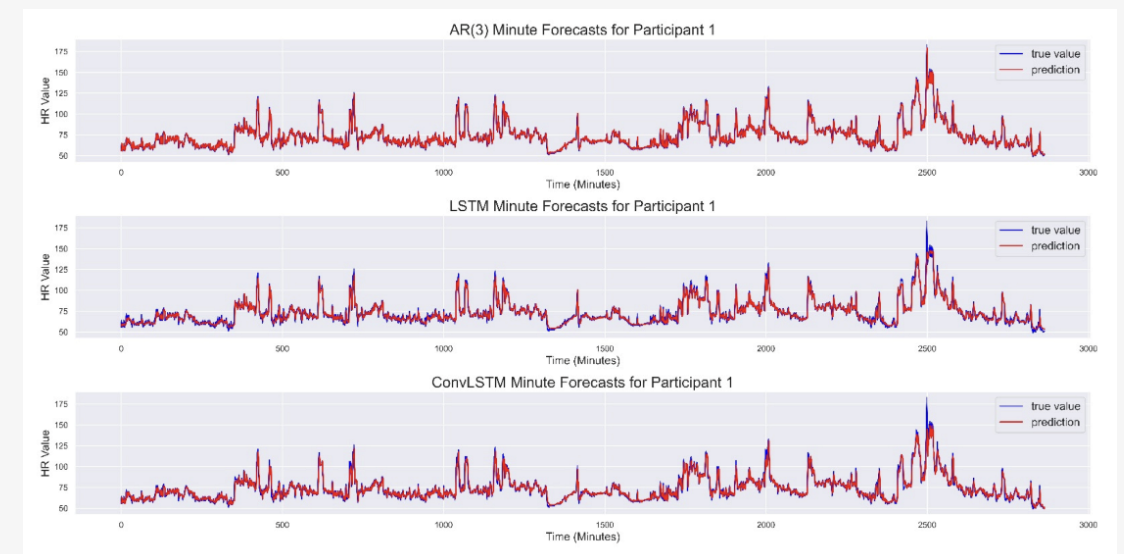 AR(3) Minute Forecasts for Participant 1
HR Value
175
150
125
100
75
50
true value
prediction
0 500 1000 1500 2000 2500 3000
Time (Minutes)
LSTM Minute Forecasts for Participant 1
HR Value
175
150
125
100
75
50
true value
prediction
0 500 1000 1500 2000 2500 3000
Time (Minutes)
ConvLSTM Minute Forecasts for Participant 1
HR Value
175
150
125
100
75
50
true value
prediction
0 500 1000 1500 2000 2500 3000
Time (Minutes)